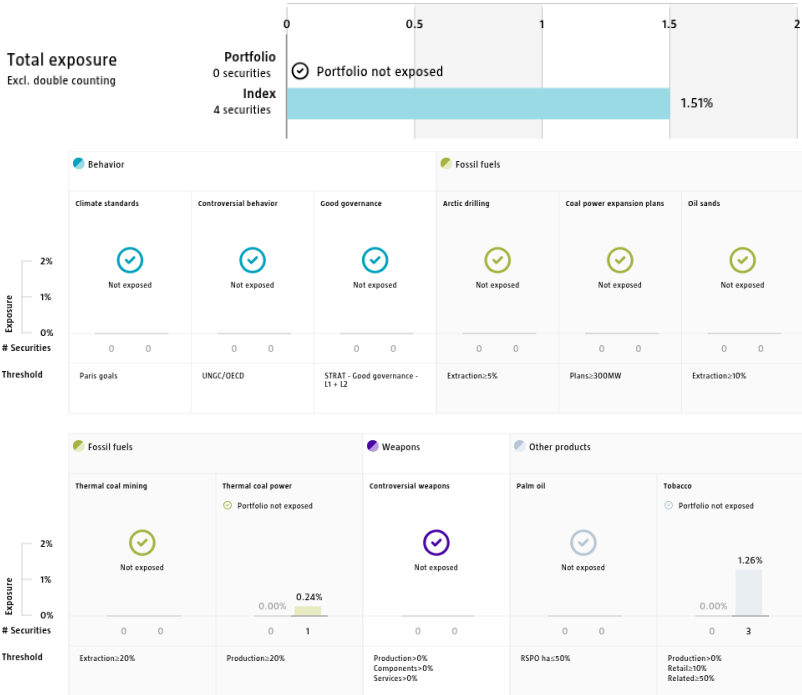 0 0.5 1 1.5 2
Total exposure
Excl. double counting
Portfolio
0 securities
Portfolio not exposed
Index
4 securities
1.51%
Behavior
Fossil fuels
Climate standards
Controversial behavior
Good governance
Arctic drilling
Coal power expansion plans
Oil sands
Not exposed
Not exposed
Not exposed
Not exposed
Not exposed
Not exposed
Exposure
2%
1%
0%
# Securities
0 0
0 0
0 0
0 0
0 0
0 0
Threshold
Paris goals
UNGC/OECD
STRAT - Good governance -
L1 + L2
Extraction≥5%
Plans≥300MW
Extraction≥10%
Fossil fuels
Weapons
Other products
Thermal coal mining
Thermal coal power
Controversial weapons
Palm oil
Tobacco
Portfolio not exposed
Portfolio not exposed
Not exposed
Not exposed
Not exposed
Exposure
2%
1%
0%
0.00%
0.24%
0.00%
1.26%
# Securities
0 0
0 1
0 0
0 0
0 3
Threshold
Extraction≥20%
Production≥20%
Production>0%
Components>0%
Services>0%
RSPO ha≤50%
Production>0%
Retail≥10%
Related≥50%